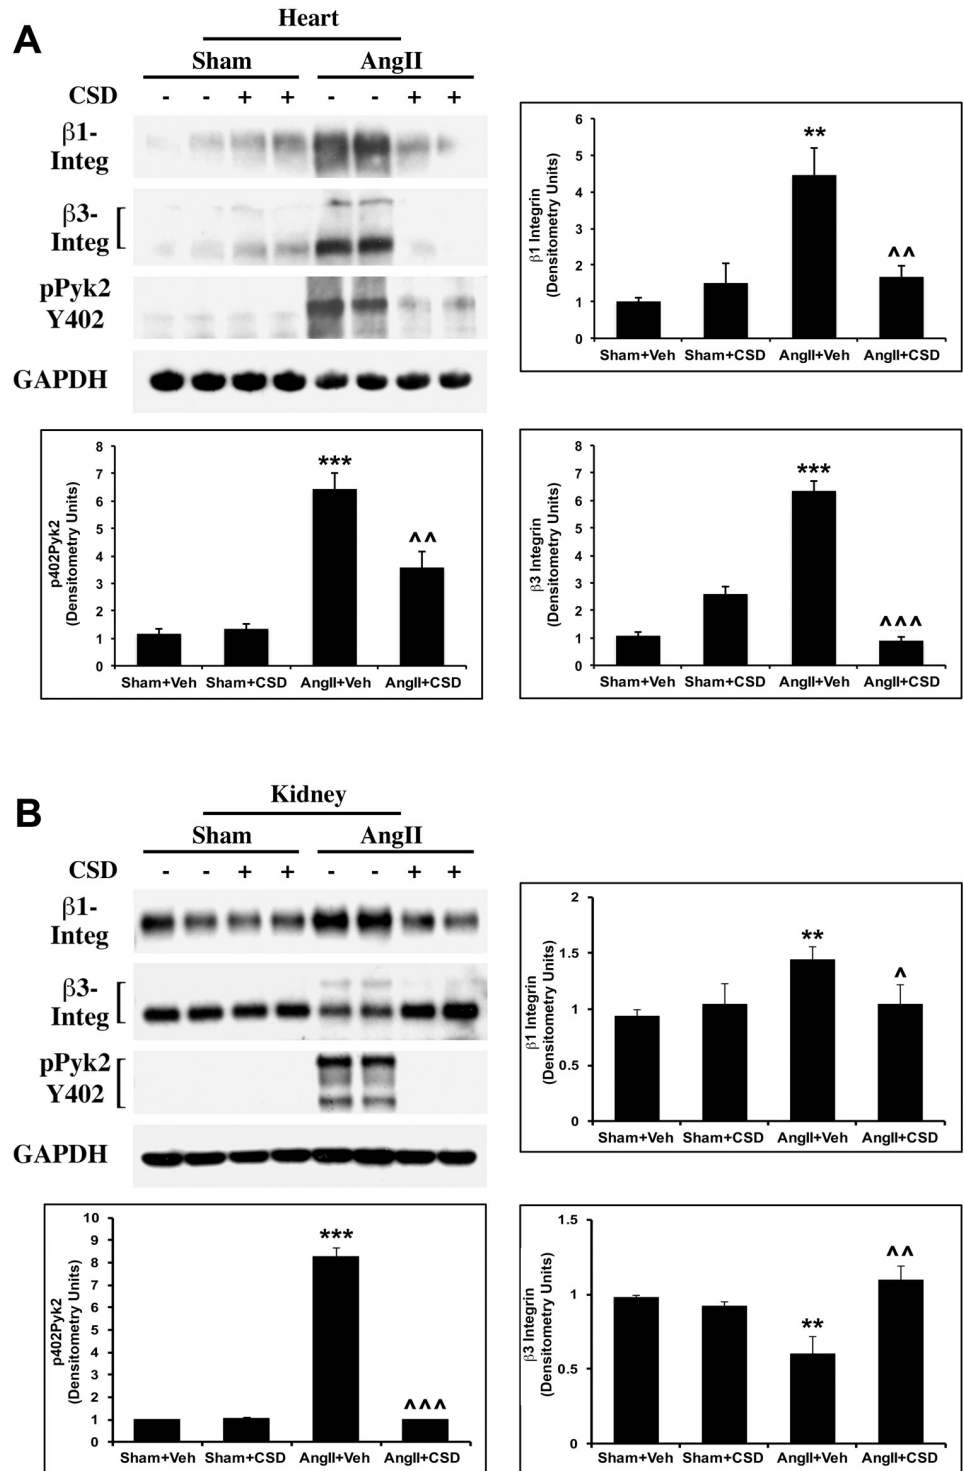 A
Heart
Sham AngII
CSD - - + + - - + +
β1-
Integ
β3-
Integ
pPyk2
Y402
GAPDH
β1 Integrin
(Densitometry Units)
6
5
4
2
2
1
0
**
^^
Sham+Veh Sham+CSD AngII+Veh AngII+CSD
p402Pyk2
(Densitometry Units)
8
7
6
5
4
3
2
1
0
***
^^
Sham+Veh Sham+CSD AngII+Veh AngII+CSD
β3 Integrin
(Densitometry Units)
8
7
6
5
4
3
2
1
0
***
^^^
Sham+Veh Sham+CSD AngII+Veh AngII+CSD
B
Kidney
Sham AngII
CSD - - + + - - + +
β1-
Integ
β3-
Integ
pPyk2
Y402
GAPDH
β1 Integrin
(Densitometry Units)
2
1.5
1
0.5
0
**
^
Sham+Veh Sham+CSD AngII+Veh AngII+CSD
p402Pyk2
(Densitometry Units)
10
9
8
7
6
5
4
3
2
1
0
***
^^^
Sham+Veh Sham+CSD AngII+Veh AngII+CSD
β3 Integrin
(Densitometry Units)
1.5
1
0.5
0
**
^^
Sham+Veh Sham+CSD AngII+Veh AngII+CSD